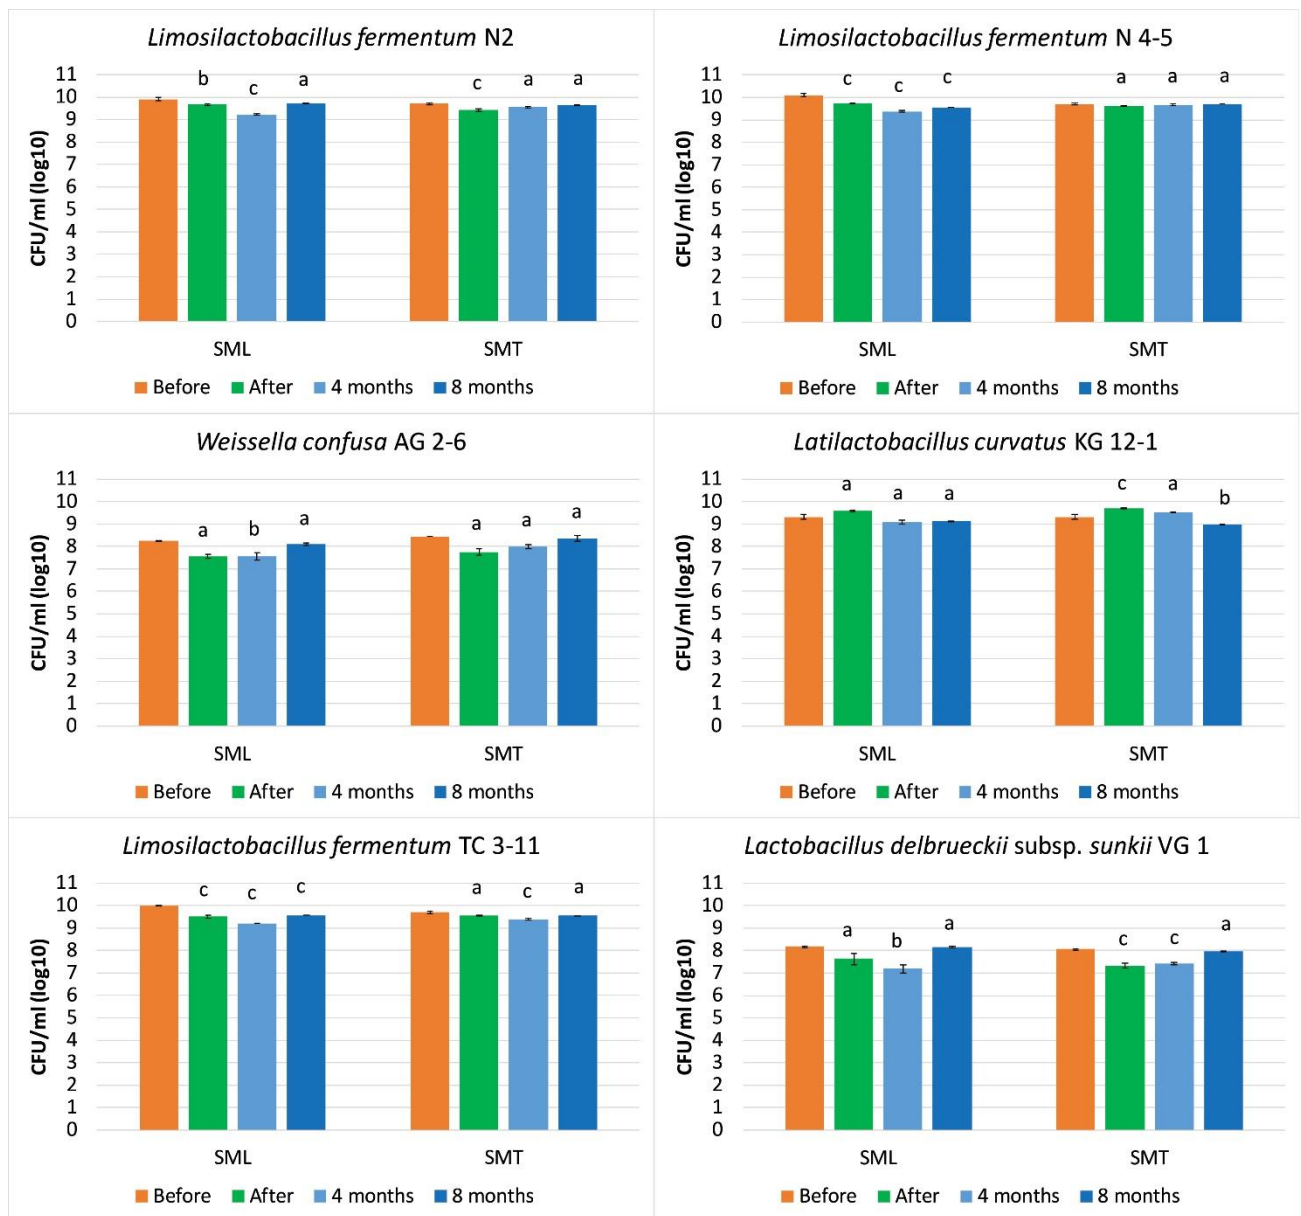 Limosilactobacillus fermentum N2
CFU/ml (log10)
11
10
9
8
7
6
5
4
3
2
1
0
b
c
a
c
a
a
SML
SMT
Before
After
4 months
8 months
Limosilactobacillus fermentum N 4-5
CFU/ml (log10)
11
10
9
8
7
6
5
4
3
2
1
0
c
c
c
a
a
a
SML
SMT
Before
After
4 months
8 months
Weissella confusa AG 2-6
CFU/ml (log10)
11
10
9
8
7
6
5
4
3
2
1
0
a
b
a
a
a
a
SML
SMT
Before
After
4 months
8 months
Latilactobacillus curvatus KG 12-1
CFU/ml (log10)
11
10
9
8
7
6
5
4
3
2
1
0
a
a
a
c
a
b
SML
SMT
Before
After
4 months
8 months
Limosilactobacillus fermentum TC 3-11
CFU/ml (log10)
11
10
9
8
7
6
5
4
3
2
1
0
c
c
c
a
c
a
SML
SMT
Before
After
4 months
8 months
Lactobacillus delbrueckii subsp. sunkii VG 1
CFU/ml (log10)
11
10
9
8
7
6
5
4
3
2
1
0
a
b
a
c
c
a
SML
SMT
Before
After
4 months
8 months